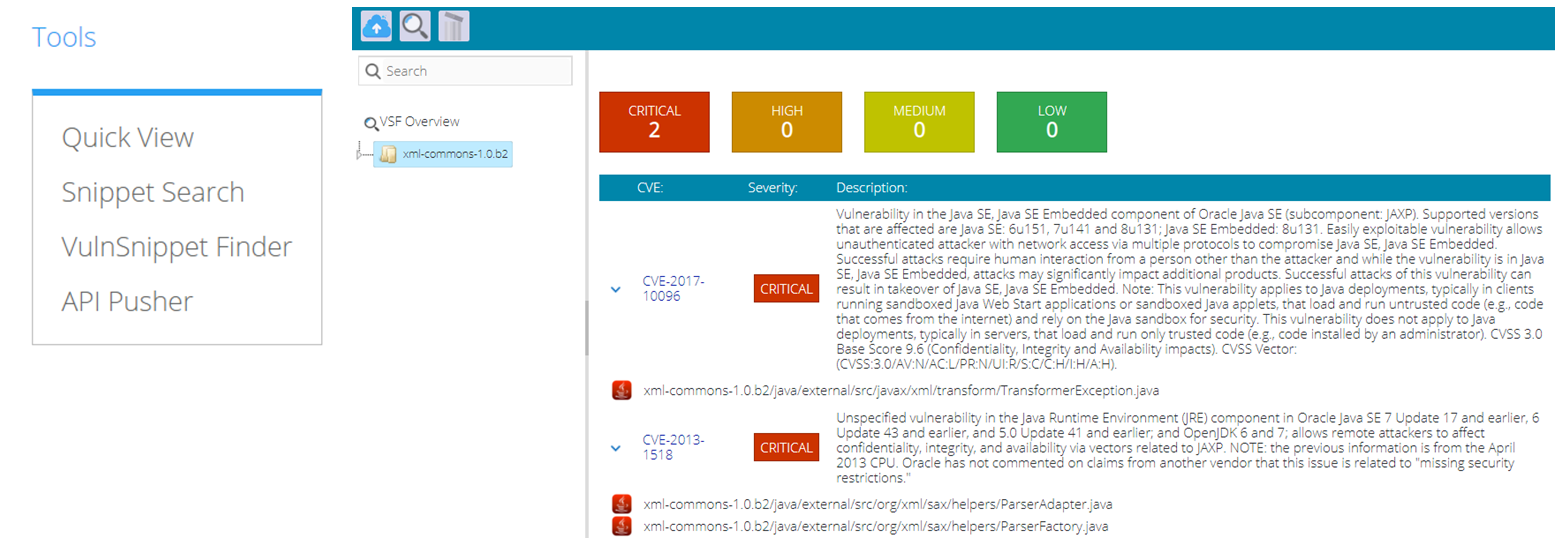 Tools
Quick View
Snippet Search
VulnSnippet Finder
API Pusher
Search
VSF Overview
xml-commons-1.0.b2
CRITICAL
2
HIGH
0
MEDIUM
0
LOW
0
CVE: Severity: Description:
CVE-2017-
10096
CRITICAL
Vulnerability in the Java SE, Java SE Embedded component of Oracle Java SE (subcomponent: JAXP). Supported versions
that are affected are Java SE: 6u151, 7u141 and 8u131; Java SE Embedded: 8u131. Easily exploitable vulnerability allows
unauthenticated attacker with network access via multiple protocols to compromise Java SE, Java SE Embedded.
Successful attacks require human interaction from a person other than the attacker and while the vulnerability is in Java
SE, Java SE Embedded, attacks may significantly impact additional products. Successful attacks of this vulnerability can
result in takeover of Java SE, Java SE Embedded. Note: This vulnerability applies to Java deployments, typically in clients
running sandboxed Java Web Start applications or sandboxed Java applets, that load and run untrusted code (e.g., code
that comes from the internet) and rely on the Java sandbox for security. This vulnerability does not apply to Java
deployments, typically in servers, that load and run only trusted code (e.g., code installed by an administrator). CVSS 3.0
Base Score 9.6 (Confidentiality, Integrity and Availability impacts). CVSS Vector:
(CVSS:3.0/AV:N/AC:L/PR:N/UI:R/S:C/C:H/I:H/A:H).
xml-commons-1.0.b2/java/external/src/javax/xml/transform/TransformerException.java
CVE-2013-
1518
CRITICAL
Unspecified vulnerability in the Java Runtime Environment (JRE) component in Oracle Java SE 7 Update 17 and earlier, 6
Update 43 and earlier, and 5.0 Update 41 and earlier; and OpenJDK 6 and 7; allows remote attackers to affect
confidentiality, integrity, and availability via vectors related to JAXP. NOTE: the previous information is from the April
2013 CPU. Oracle has not commented on claims from another vendor that this issue is related to "missing security
restrictions."
xml-commons-1.0.b2/java/external/src/org/xml/sax/helpers/ParserAdapter.java
xml-commons-1.0.b2/java/external/src/org/xml/sax/helpers/ParserFactory.java